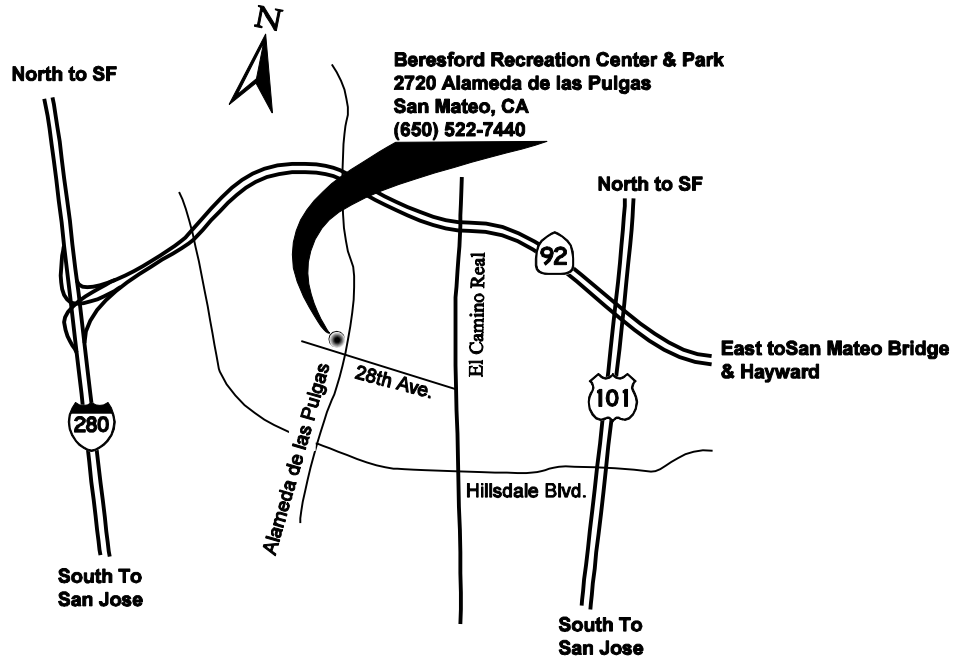 N
North to SF
Beresford Recreation Center & Park
2720 Alameda de las Pulgas
San Mateo, CA
(650) 522-7440
North to SF
92
El Camino Real
East toSan Mateo Bridge
& Hayward
28th Ave.
101
280
Alameda de las Pulgas
Hillsdale Blvd.
South To
San Jose
South To
San Jose